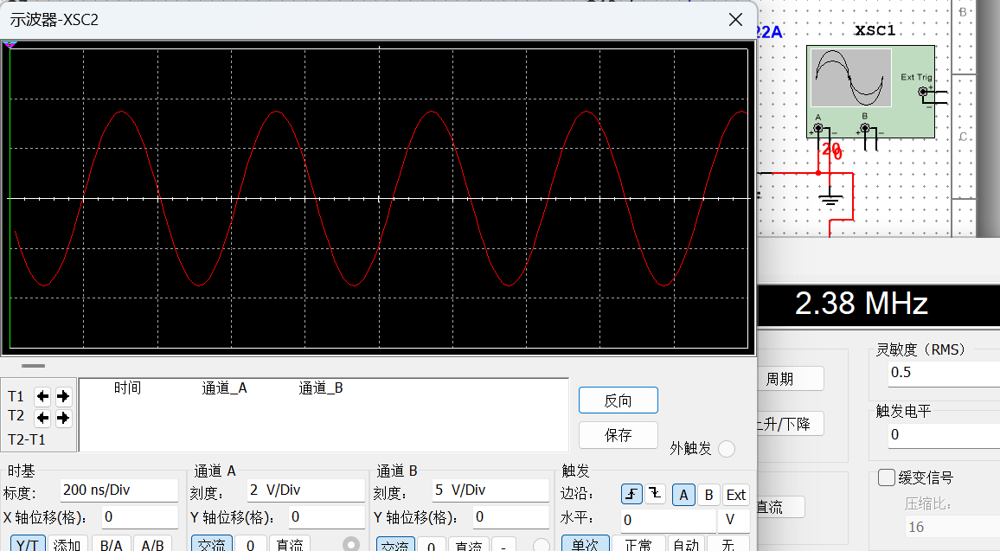 示波器-XSC2
22A
XSC1
B
Ext Trig
A
B
C
20
0
2.38 MHz
时间 通道_A 通道_B
T1
T2
T2-T1
反向
保存
外触发
时基
标度: 200 ns/Div
X 轴位移(格): 0
Y/T 添加 B/A A/B
通道 A
刻度: 2 V/Div
Y 轴位移(格): 0
交流 0 直流
通道 B
刻度: 5 V/Div
Y 轴位移(格): 0
交流 0 直流 -
触发
边沿: A B Ext
水平: 0 V
单次 正常 自动 无
周期
上升/下降
直流
灵敏度（RMS）
0.5
触发电平
0
缓变信号
压缩比:
16